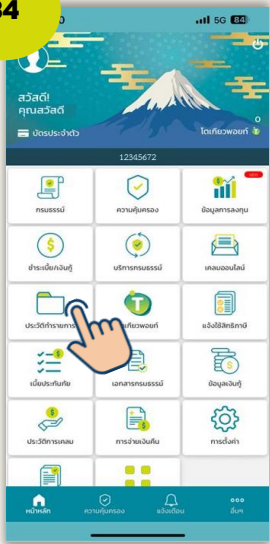 34
0
5G 84
สวัสดี!
คุณสวัสดี
0
บัตรประจำตัว
โตเกียวพอยท์
12345672
กรมธรรม์
ความคุ้มครอง
ข้อมูลการลงทุน
ชำระเบี้ย/เงินกู้
บริการกรมธรรม์
เคลมออนไลน์
ประวัติทำรายการ
เกียวพอยท์
แจ้งใช้สิทธิภาษี
เบี้ยประกันภัย
เอกสารกรมธรรม์
ข้อมูลเงินกู้
ประวัติการเคลม
การจ่ายเงินคืน
การตั้งค่า
หน้าหลัก
ความคุ้มครอง
แจ้งเตือน
อื่นๆ